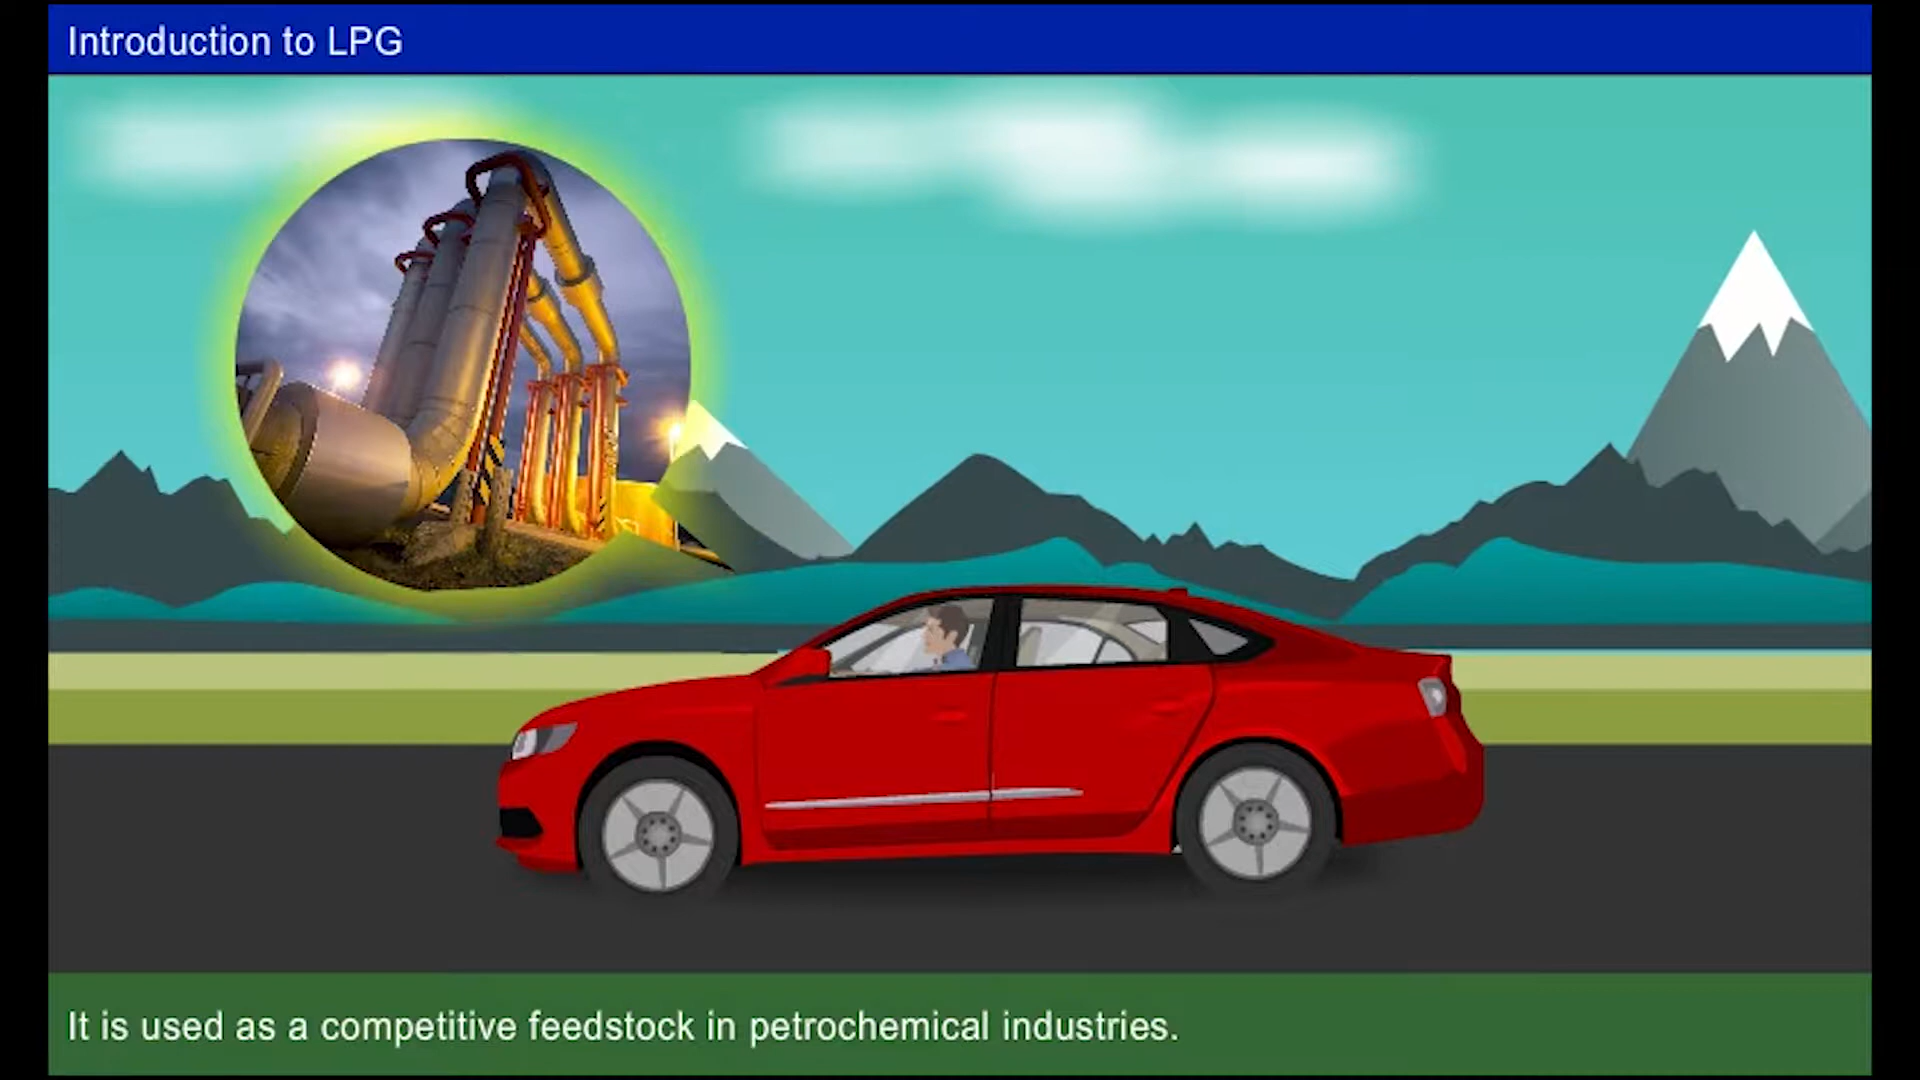 Introduction to LPG
It is used as a competitive feedstock in petrochemical industries.